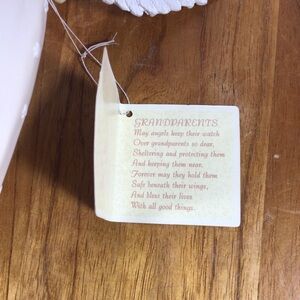 GRANDPARENTS
May angels keep their watch
Over grandparents so dear,
Sheltering and protecting them
And keeping them near.
Forever may they hold them
Safe beneath their wings,
And bless their lives
With all good things.